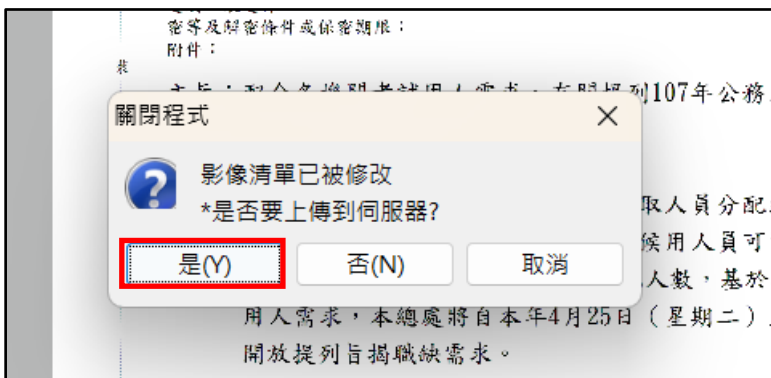 密等及解密條件或保密期限：
附件：
裝
107年公務
關閉程式
影像清單已被修改
*是否要上傳到伺服器?
是(Y)
否(N)
取消
取人員分配
候用人員可
人數，基於
用人需求，本總處將自本年4月25日（星期二）
開放提列旨揭職缺需求。